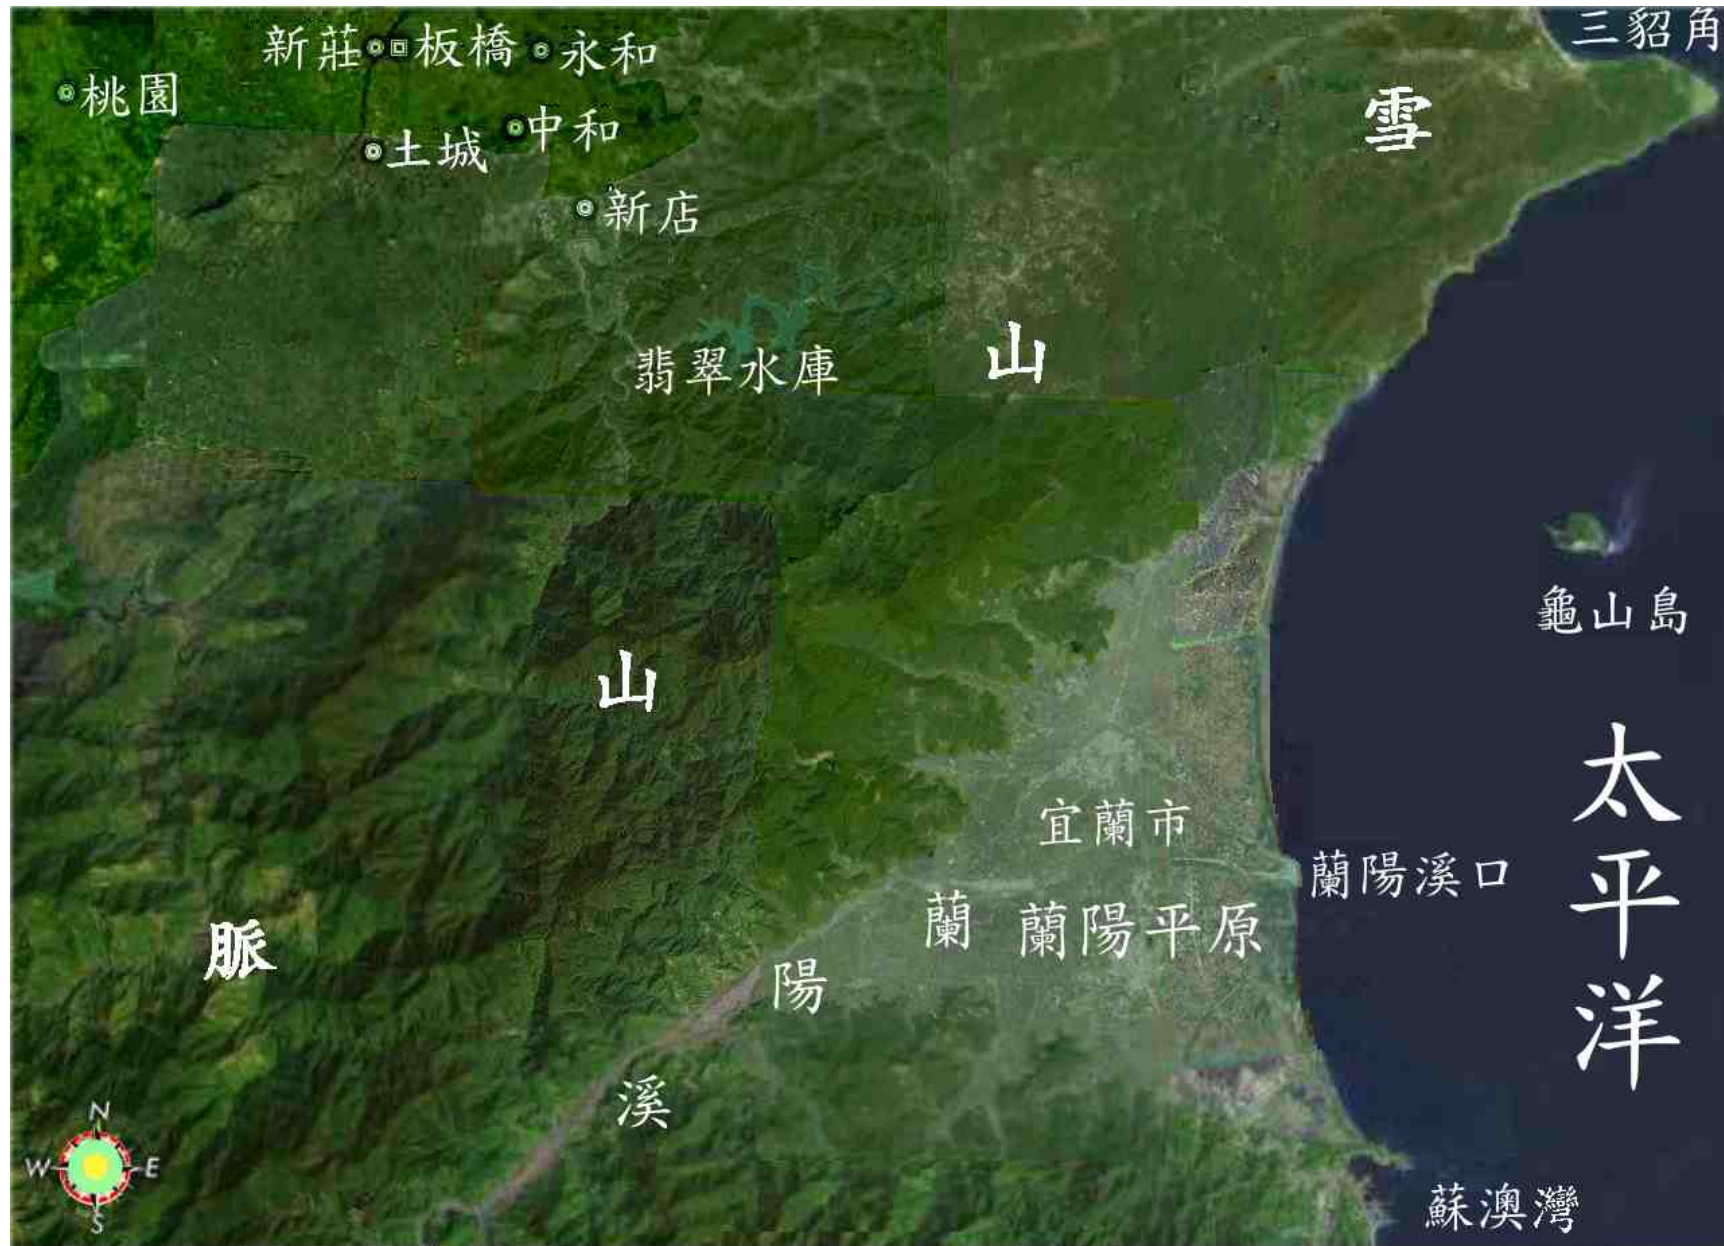 三貂角
新莊
板橋
永和
桃園
中和
土城
新店
雪
山
翡翠水庫
山
脈
龜山島
太平洋
宜蘭市
蘭陽溪口
蘭陽平原
蘭
陽
溪
蘇澳灣
N
W
E
S